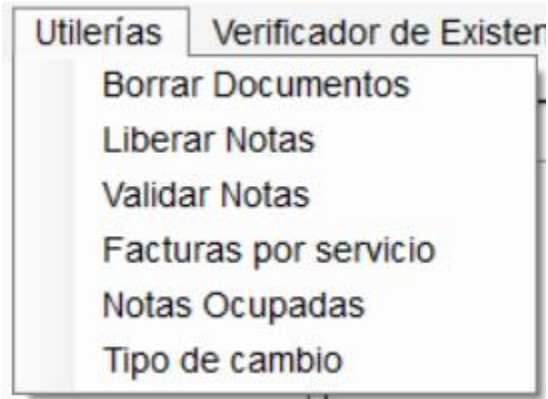 Utilerías Verificador de Existen
Borrar Documentos
Liberar Notas
Validar Notas
Facturas por servicio
Notas Ocupadas
Tipo de cambio